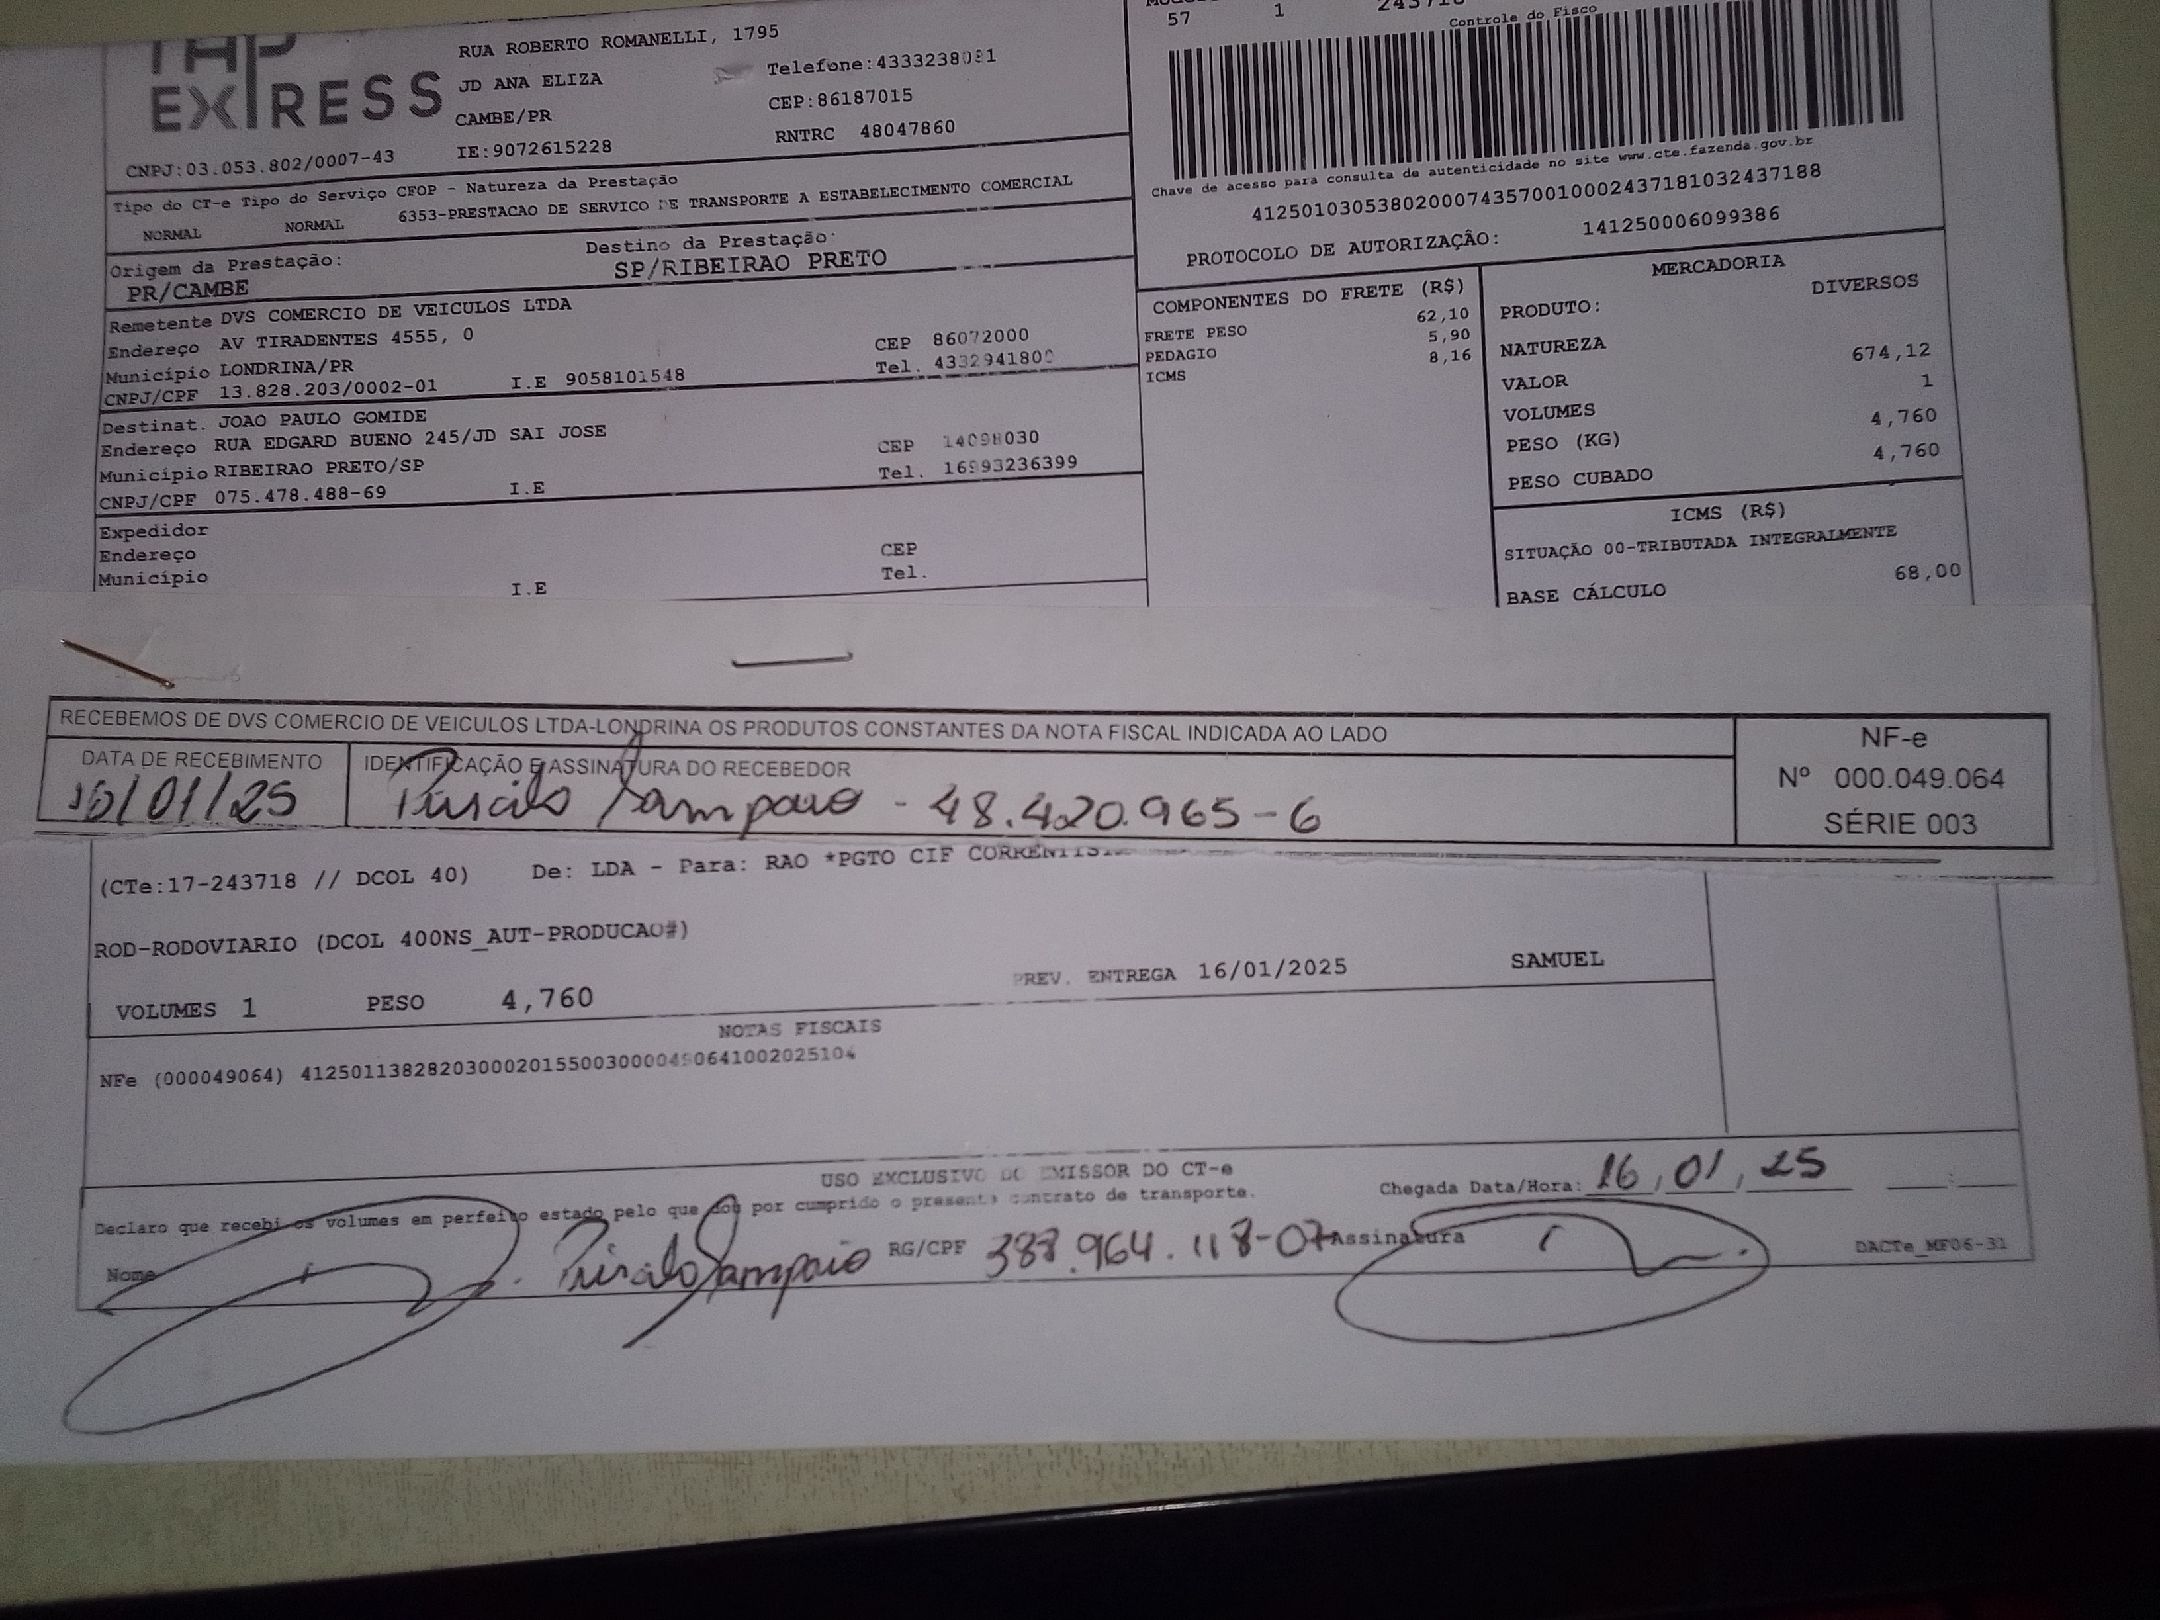 TAP
EXPRESS
RUA ROBERTO ROMANELLI, 1795
JD ANA ELIZA
Telefone:4333238081
CAMBE/PR
CEP:86187015
CNPJ:03.053.802/0007-43
IE:9072615228
RNTRC 48047860
57 1 243718
Controle do Fisco
Chave de acesso para consulta de autenticidade no site www.cte.fazenda.gov.br
41250103053802000743570010002437181032437188
PROTOCOLO DE AUTORIZAÇÂO: 141250006099386
Tipo do CT-e Tipo do Serviço CFOP - Natureza da Prestação
NORMAL NORMAL 6353-PRESTACAO DE SERVICO DE TRANSPORTE A ESTABELECIMENTO COMERCIAL
Origem da Prestação: Destino da Prestação:
PR/CAMBE SP/RIBEIRAO PRETO
Remetente DVS COMERCIO DE VEICULOS LTDA
Endereço AV TIRADENTES 4555, 0 CEP 86072000
Município LONDRINA/PR Tel. 4332941800
CNPJ/CPF 13.828.203/0002-01 I.E 9058101548
Destinat. JOAO PAULO GOMIDE
Endereço RUA EDGARD BUENO 245/JD SAI JOSE CEP 14098030
Município RIBEIRAO PRETO/SP Tel. 16993236399
CNPJ/CPF 075.478.488-69 I.E
Expedidor
Endereço CEP
Município Tel.
I.E
COMPONENTES DO FRETE (R$)
FRETE PESO 62,10
PEDAGIO 5,90
ICMS 8,16
MERCADORIA
PRODUTO: DIVERSOS
NATUREZA
VALOR 674,12
VOLUMES 1
PESO (KG) 4,760
PESO CUBADO 4,760
ICMS (R$)
SITUAÇÃO 00-TRIBUTADA INTEGRALMENTE
BASE CÁLCULO 68,00
RECEBEMOS DE DVS COMERCIO DE VEICULOS LTDA-LONDRINA OS PRODUTOS CONSTANTES DA NOTA FISCAL INDICADA AO LADO
DATA DE RECEBIMENTO IDENTIFICAÇÃO E ASSINATURA DO RECEBEDOR
16/01/25 Priscila Sampaio - 48.420.965-6
NF-e
Nº 000.049.064
SÉRIE 003
(CTe:17-243718 // DCOL 40) De: LDA - Para: RAO *PGTO CIF
ROD-RODOVIARIO (DCOL 400NS_AUT-PRODUCAO#)
VOLUMES 1 PESO 4,760 PREV. ENTREGA 16/01/2025 SAMUEL
NOTAS FISCAIS
NFe (000049064) 41250113828203000201550030000490641002025104
USO EXCLUSIVO DO EMISSOR DO CT-e
Declaro que recebi os volumes em perfeito estado pelo que dou por cumprido o presente contrato de transporte.
Chegada Data/Hora: 16,01,25
Nome Priscila Sampaio RG/CPF 388.964.118-07 Assinatura
DACTe_MF06-31